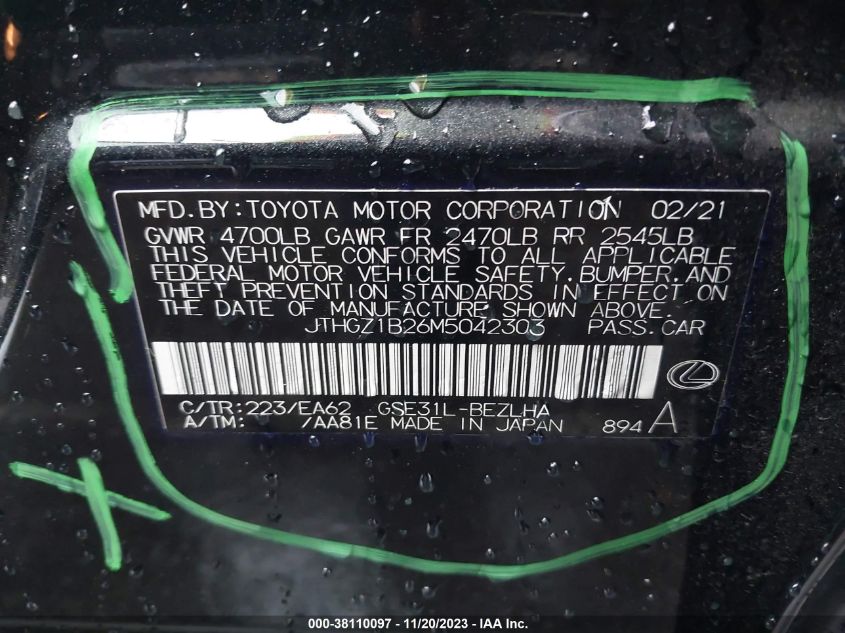 MFD.BY:TOYOTA MOTOR CORPORATION 02/21
GVWR 4700LB GAWR FR 2470LB RR 2545LB
THIS VEHICLE CONFORMS TO ALL APPLICABLE
FEDERAL MOTOR VEHICLE SAFETY.BUMPER.AND
THEFT PREVENTION STANDARDS IN EFFECT ON
THE DATE OF MANUFACTURE SHOWN ABOVE.
JTHGZ1B26M5042303 PASS.CAR
C/TR:223/EA62 GSE31L-BEZLHA
A/TM: /AA81E MADE IN JAPAN 894 A
000-38110097 - 11/20/2023 - IAA Inc.